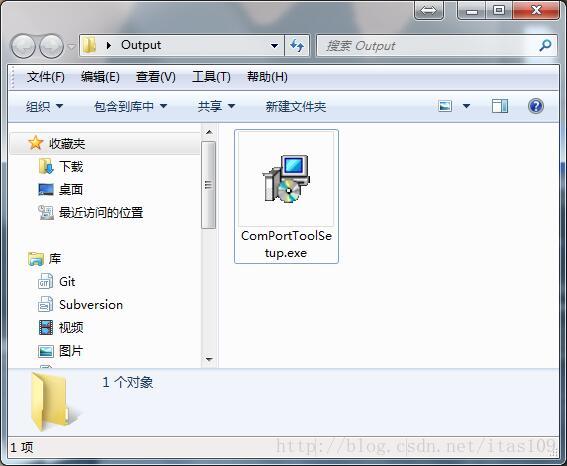 Output
搜索 Output
文件(F) 编辑(E) 查看(V) 工具(T) 帮助(H)
组织 包含到库中 共享 新建文件夹
收藏夹
下载
桌面
最近访问的位置
库
Git
Subversion
视频
图片
ComPortToolSe
tup.exe
1 个对象
1 项
http://blog.csdn.net/itas109